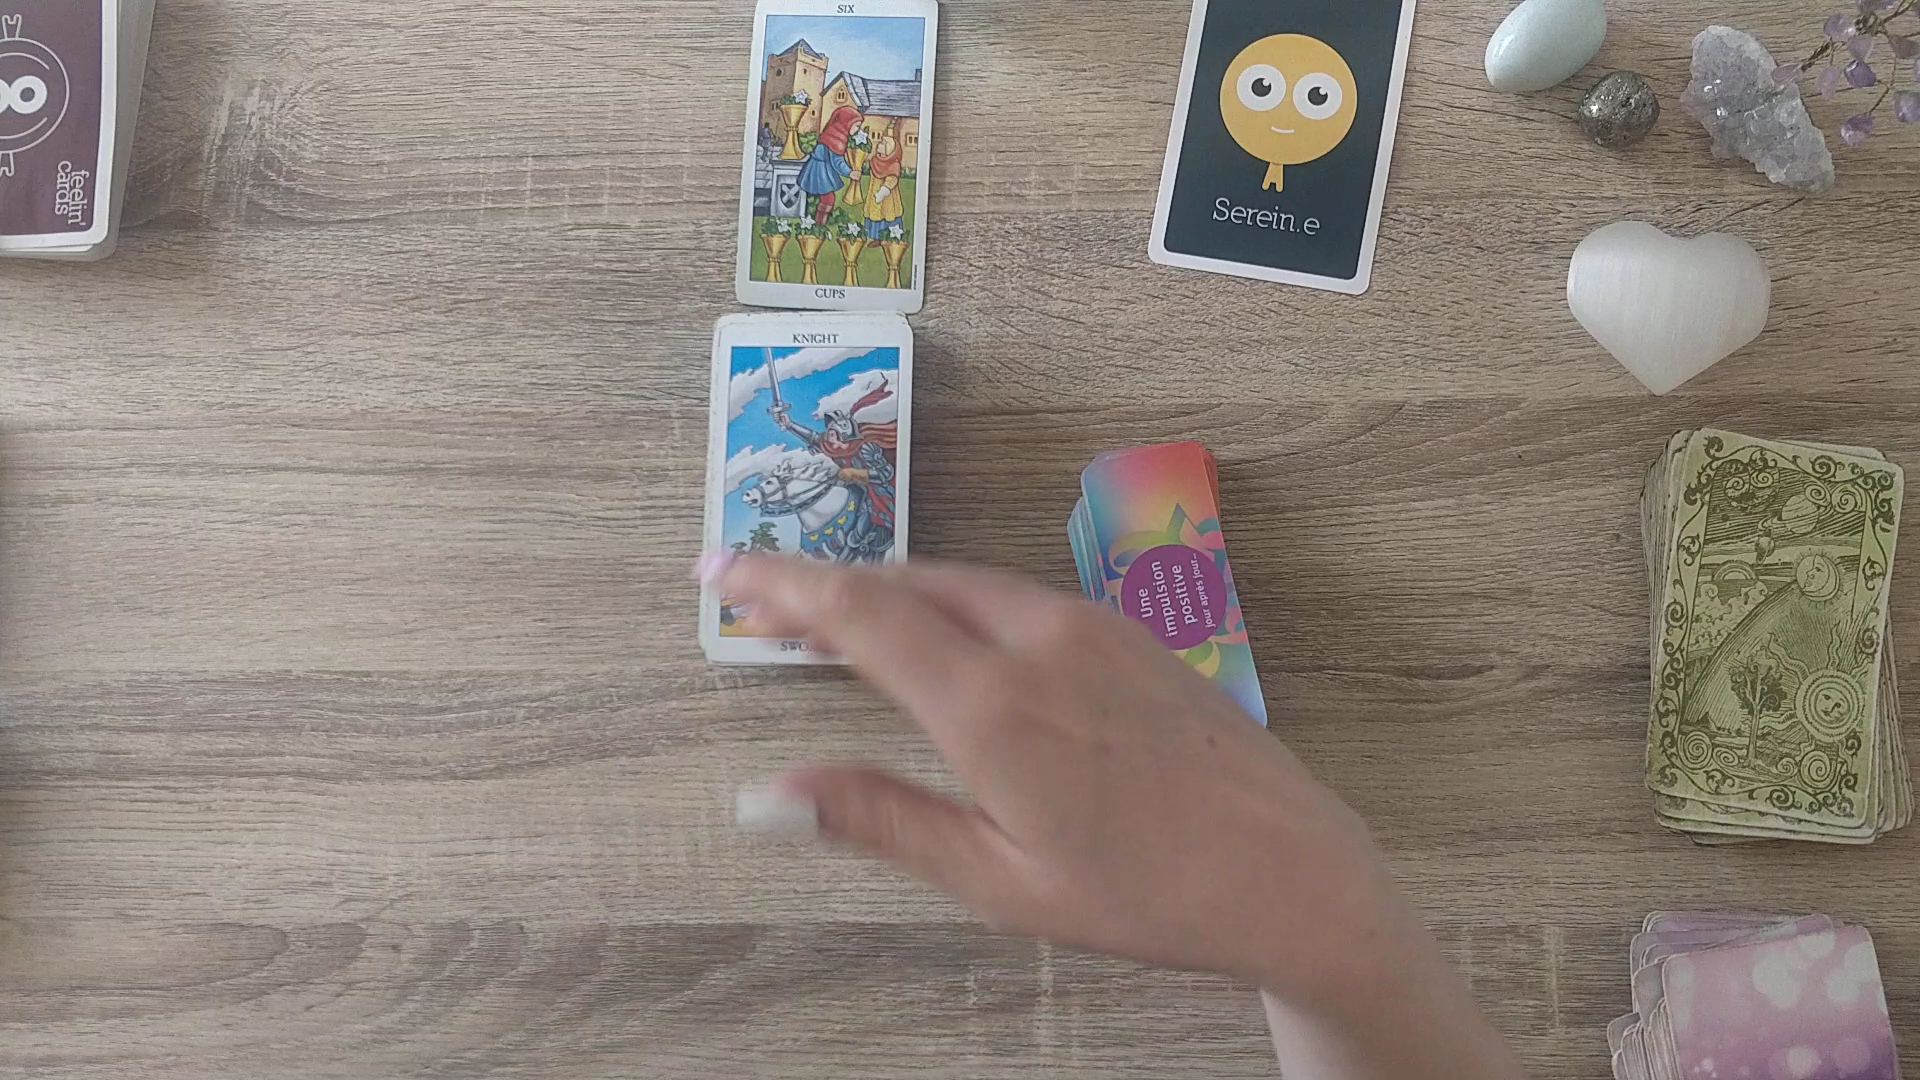 SIX
CUPS
Serein.e
feelin'
cards
KNIGHT
Une
impulsion
positive
jour après jour...